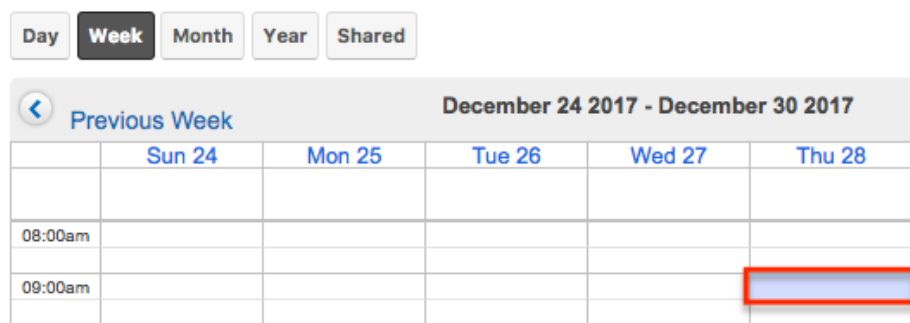 Day Week Month Year Shared
Previous Week December 24 2017 - December 30 2017
Sun 24 Mon 25 Tue 26 Wed 27 Thu 28
08:00am
09:00am